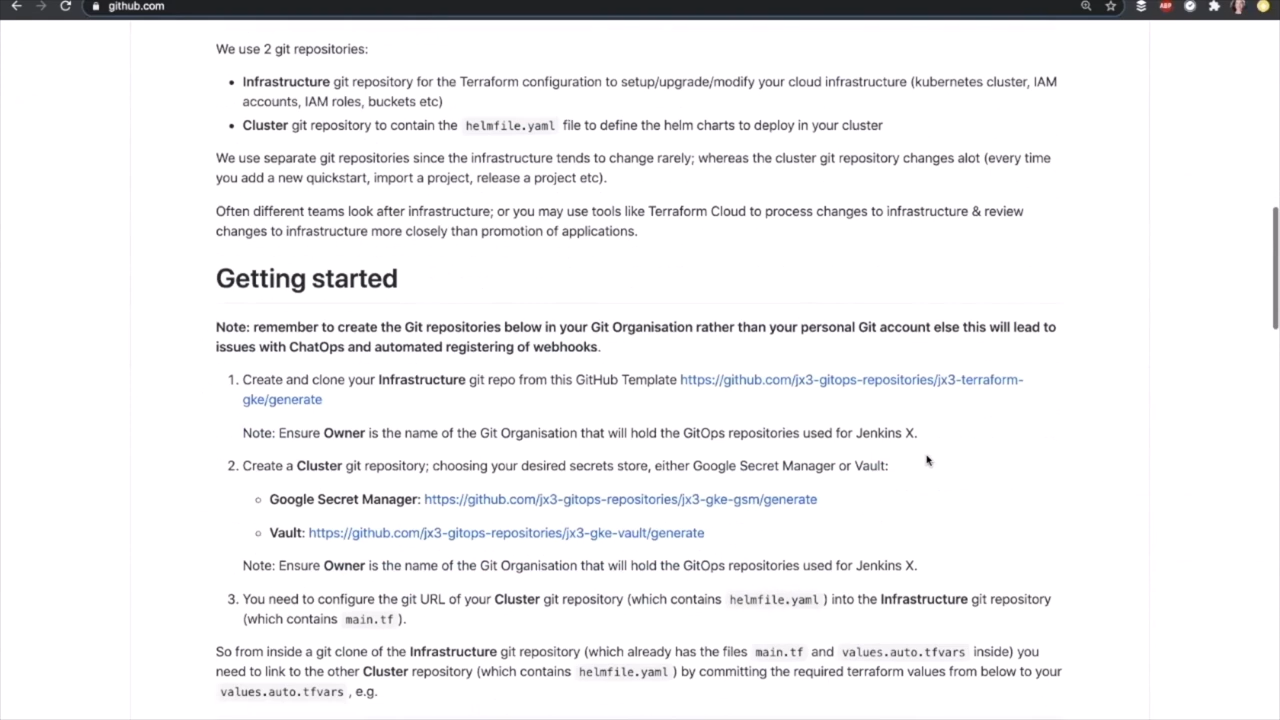 github.com
We use 2 git repositories:
• Infrastructure git repository for the Terraform configuration to setup/upgrade/modify your cloud infrastructure (kubernetes cluster, IAM
accounts, IAM roles, buckets etc)
• Cluster git repository to contain the helmfile.yaml file to define the helm charts to deploy in your cluster
We use separate git repositories since the infrastructure tends to change rarely; whereas the cluster git repository changes alot (every time
you add a new quickstart, import a project, release a project etc).
Often different teams look after infrastructure; or you may use tools like Terraform Cloud to process changes to infrastructure & review
changes to infrastructure more closely than promotion of applications.
Getting started
Note: remember to create the Git repositories below in your Git Organisation rather than your personal Git account else this will lead to
issues with ChatOps and automated registering of webhooks.
1. Create and clone your Infrastructure git repo from this GitHub Template https://github.com/jx3-gitops-repositories/jx3-terraform-
gke/generate
Note: Ensure Owner is the name of the Git Organisation that will hold the GitOps repositories used for Jenkins X.
2. Create a Cluster git repository; choosing your desired secrets store, either Google Secret Manager or Vault:
◦ Google Secret Manager: https://github.com/jx3-gitops-repositories/jx3-gke-gsm/generate
◦ Vault: https://github.com/jx3-gitops-repositories/jx3-gke-vault/generate
Note: Ensure Owner is the name of the Git Organisation that will hold the GitOps repositories used for Jenkins X.
3. You need to configure the git URL of your Cluster git repository (which contains helmfile.yaml ) into the Infrastructure git repository
(which contains main.tf ).
So from inside a git clone of the Infrastructure git repository (which already has the files main.tf and values.auto.tfvars inside) you
need to link to the other Cluster repository (which contains helmfile.yaml ) by committing the required terraform values from below to your
values.auto.tfvars , e.g.